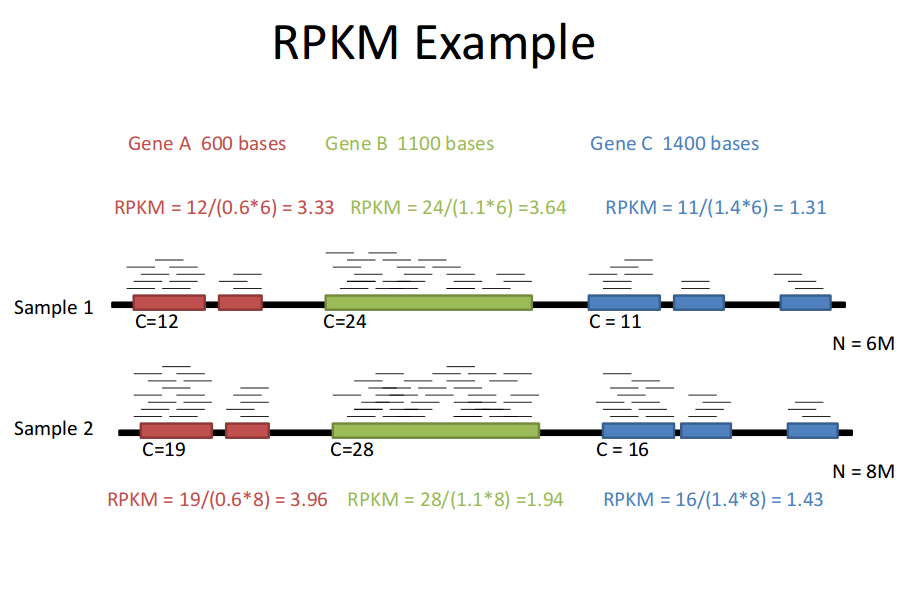 RPKM Example
Gene A  600 bases
Gene B  1100 bases
Gene C  1400 bases
RPKM = 12/(0.6*6) = 3.33
RPKM = 24/(1.1*6) =3.64
RPKM = 11/(1.4*6) = 1.31
Sample 1
C=12
C=24
C = 11
N = 6M
Sample 2
C=19
C=28
C = 16
N = 8M
RPKM = 19/(0.6*8) = 3.96
RPKM = 28/(1.1*8) =1.94
RPKM = 16/(1.4*8) = 1.43